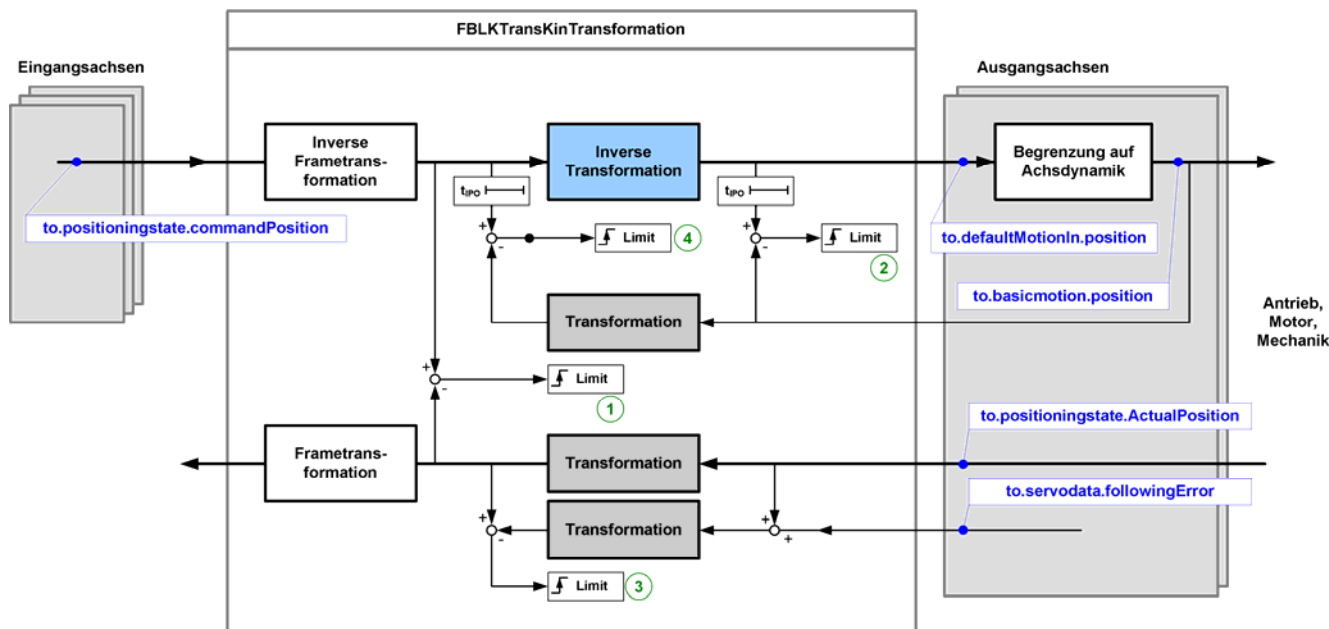 FBLKTransKinTransformation
Eingangsachsen
Ausgangsachsen
Inverse
Frametrans-
formation
Inverse
Transformation
Begrenzung auf
Achsdynamik
tIPO
tIPO
to.positioningstate.commandPosition
+
-
Limit
4
+
-
Limit
2
to.defaultMotionIn.position
to.basicmotion.position
Transformation
Antrieb,
Motor,
Mechanik
+
-
Limit
1
to.positioningstate.ActualPosition
Frametrans-
formation
Transformation
to.servodata.followingError
+
-
Transformation
+
+
Limit
3